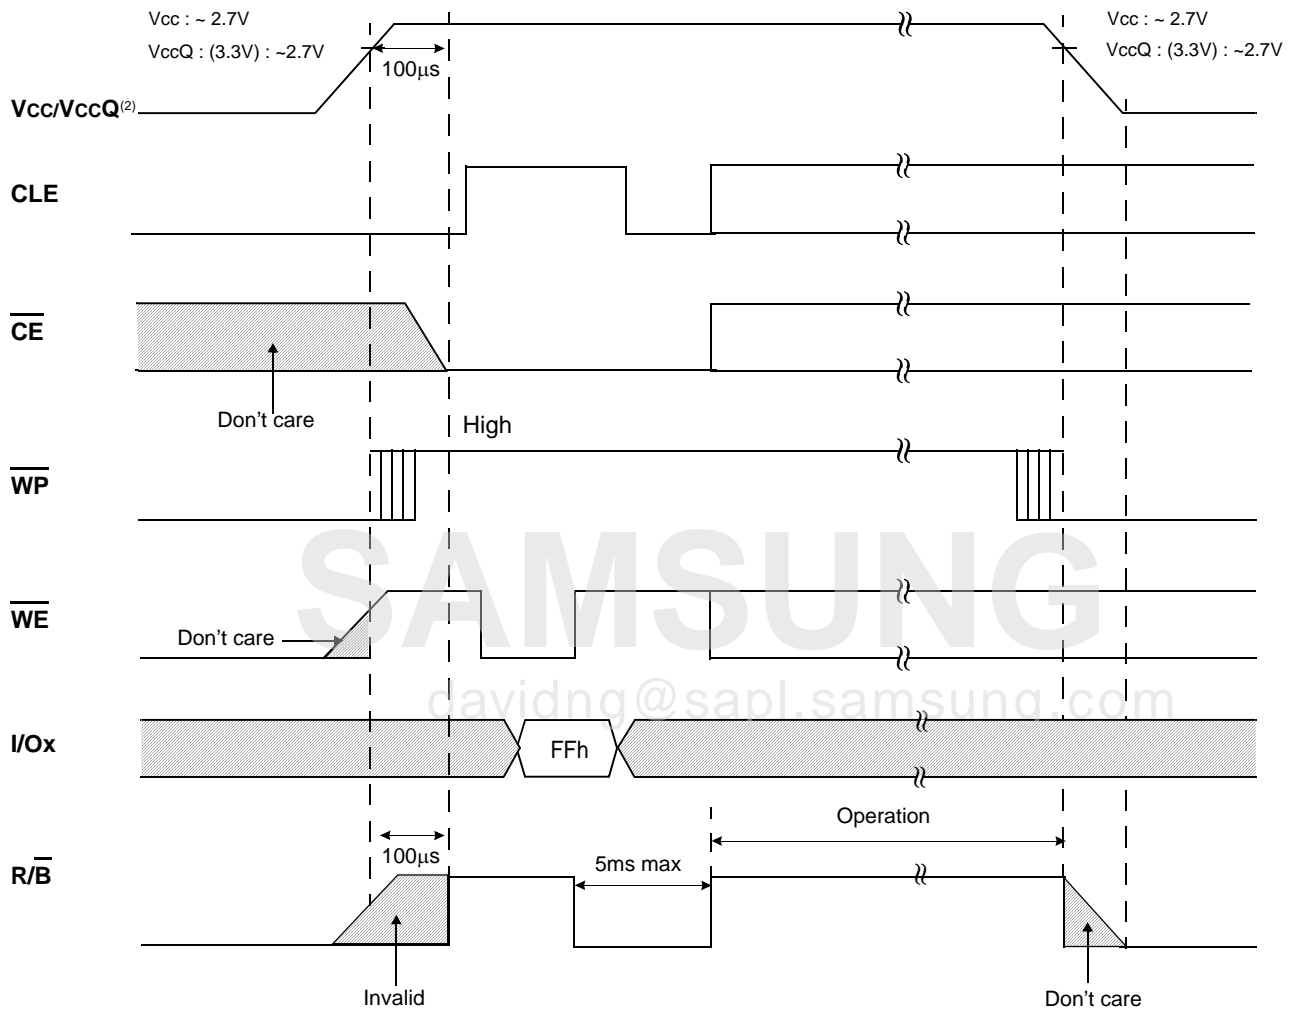 Vcc : ~ 2.7V
VccQ : (3.3V) : ~2.7V
Vcc : ~ 2.7V
VccQ : (3.3V) : ~2.7V
100μs
VCC/VCCQ(2)
CLE
CE
Don't care
High
WP
SAMSUNG
WE
Don't care
davidng@sapl.samsung.com
I/Ox
FFh
Operation
100μs
5ms max
R/B
Invalid
Don't care